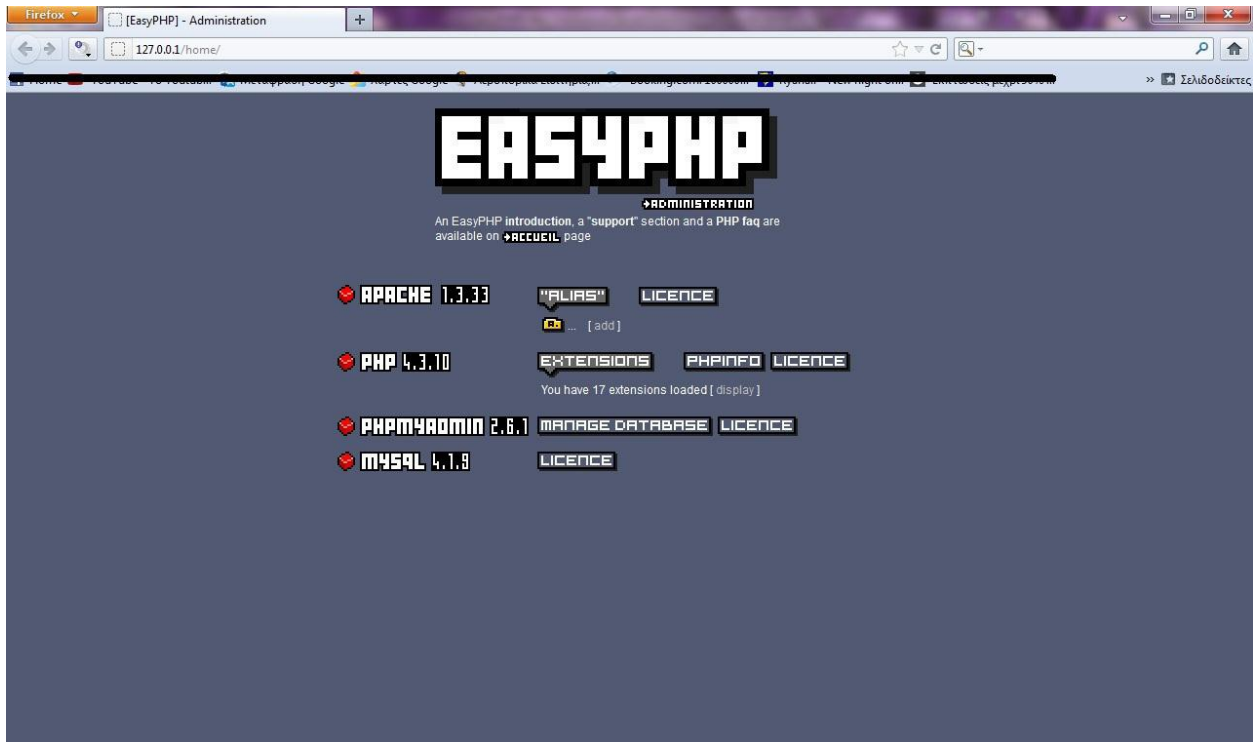 Firefox
[EasyPHP] - Administration
127.0.0.1/home/
Σελιδοδείκτες
EASYPHP
ADMINISTRATION
An EasyPHP introduction, a "support" section and a PHP faq are
available on ACCUEIL page
APACHE 1.3.33 "ALIAS" LICENCE
... [ add ]
PHP 4.3.10 EXTENSIONS PHPINFO LICENCE
You have 17 extensions loaded [ display ]
PHPMYADMIN 2.6.1 MANAGE DATABASE LICENCE
MYSQL 4.1.9 LICENCE